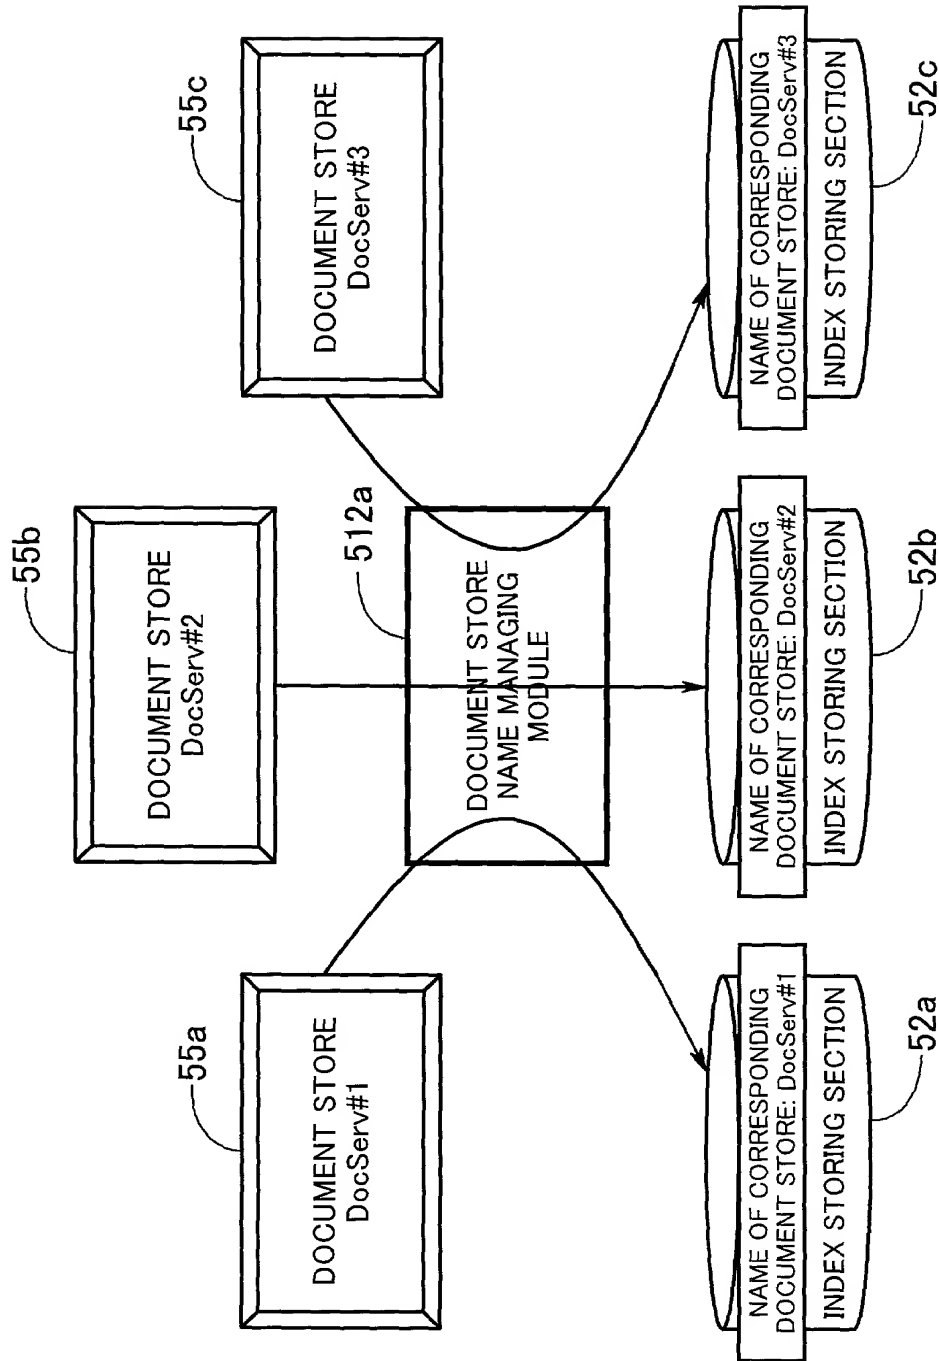 55a
DOCUMENT STORE
DocServ#1
55b
DOCUMENT STORE
DocServ#2
55c
DOCUMENT STORE
DocServ#3
512a
DOCUMENT STORE
NAME MANAGING
MODULE
NAME OF CORRESPONDING
DOCUMENT STORE: DocServ#1
INDEX STORING SECTION
52a
NAME OF CORRESPONDING
DOCUMENT STORE: DocServ#2
INDEX STORING SECTION
52b
NAME OF CORRESPONDING
DOCUMENT STORE: DocServ#3
INDEX STORING SECTION
52c